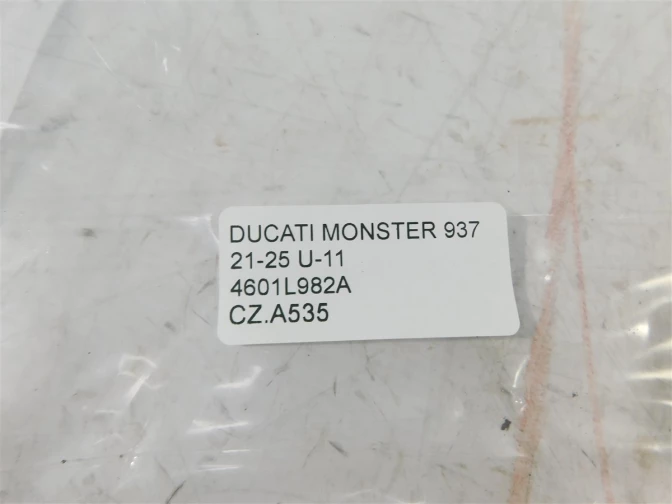 DUCATI MONSTER 937
21-25 U-11
4601L982A
CZ.A535